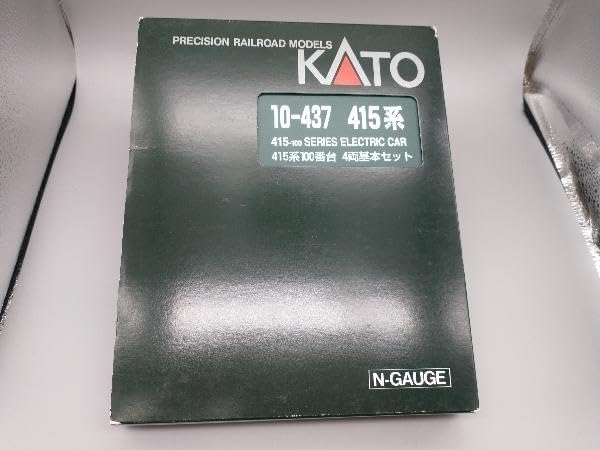 PRECISION RAILROAD MODELS
KATO
10-437 415系
415-100 SERIES ELECTRIC CAR
415系100番台 4両基本セット
N-GAUGE